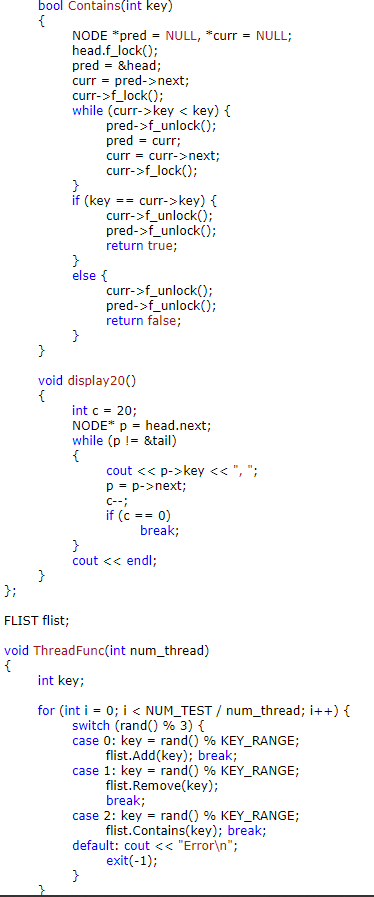 bool Contains(int key)
{
NODE *pred = NULL, *curr = NULL;
head.f_lock();
pred = &head;
curr = pred->next;
curr->f_lock();
while (curr->key < key) {
pred->f_unlock();
pred = curr;
curr = curr->next;
curr->f_lock();
}
if (key == curr->key) {
curr->f_unlock();
pred->f_unlock();
return true;
}
else {
curr->f_unlock();
pred->f_unlock();
return false;
}
}
void display20()
{
int c = 20;
NODE* p = head.next;
while (p != &tail)
{
cout << p->key << ", ";
p = p->next;
c--;
if (c == 0)
break;
}
cout << endl;
}
};
FLIST flist;
void ThreadFunc(int num_thread)
{
int key;
for (int i = 0; i < NUM_TEST / num_thread; i++) {
switch (rand() % 3) {
case 0: key = rand() % KEY_RANGE;
flist.Add(key); break;
case 1: key = rand() % KEY_RANGE;
flist.Remove(key);
break;
case 2: key = rand() % KEY_RANGE;
flist.Contains(key); break;
default: cout << "Error\n";
exit(-1);
}
}